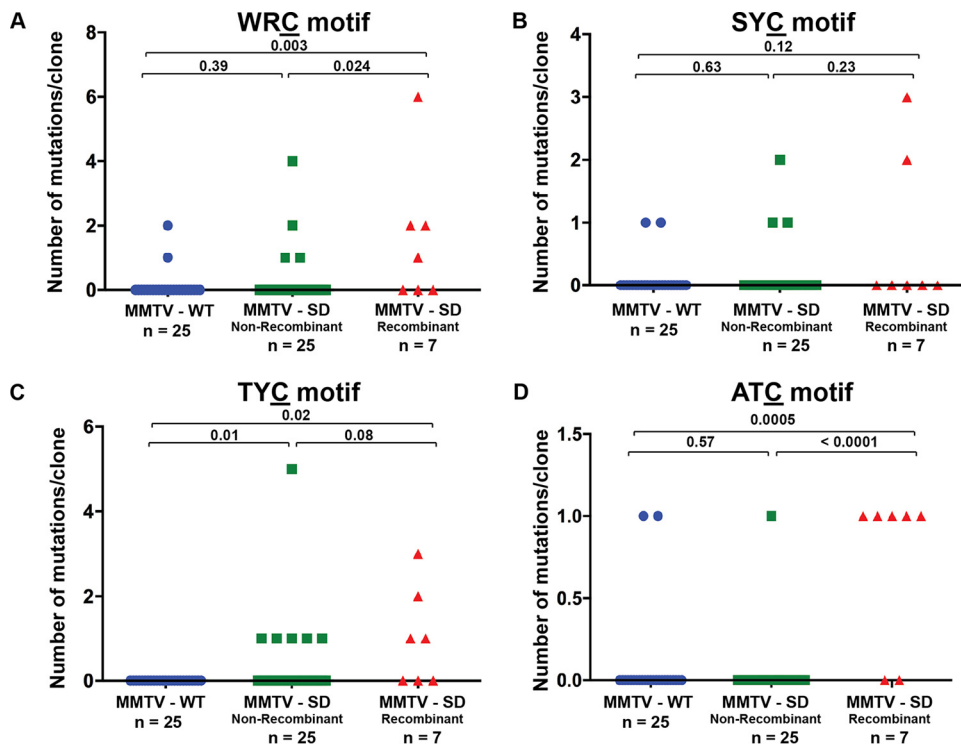 A
WRC motif
Number of mutations/clone
8
6
4
2
0
0.003
0.39
0.024
MMTV - WT
n = 25
MMTV - SD
Non-Recombinant
n = 25
MMTV - SD
Recombinant
n = 7
B
SYC motif
Number of mutations/clone
4
3
2
1
0
0.12
0.63
0.23
MMTV - WT
n = 25
MMTV - SD
Non-Recombinant
n = 25
MMTV - SD
Recombinant
n = 7
C
TYC motif
Number of mutations/clone
6
4
2
0
0.02
0.01
0.08
MMTV - WT
n = 25
MMTV - SD
Non-Recombinant
n = 25
MMTV - SD
Recombinant
n = 7
D
ATC motif
Number of mutations/clone
1.5
1.0
0.5
0.0
0.0005
0.57
< 0.0001
MMTV - WT
n = 25
MMTV - SD
Non-Recombinant
n = 25
MMTV - SD
Recombinant
n = 7